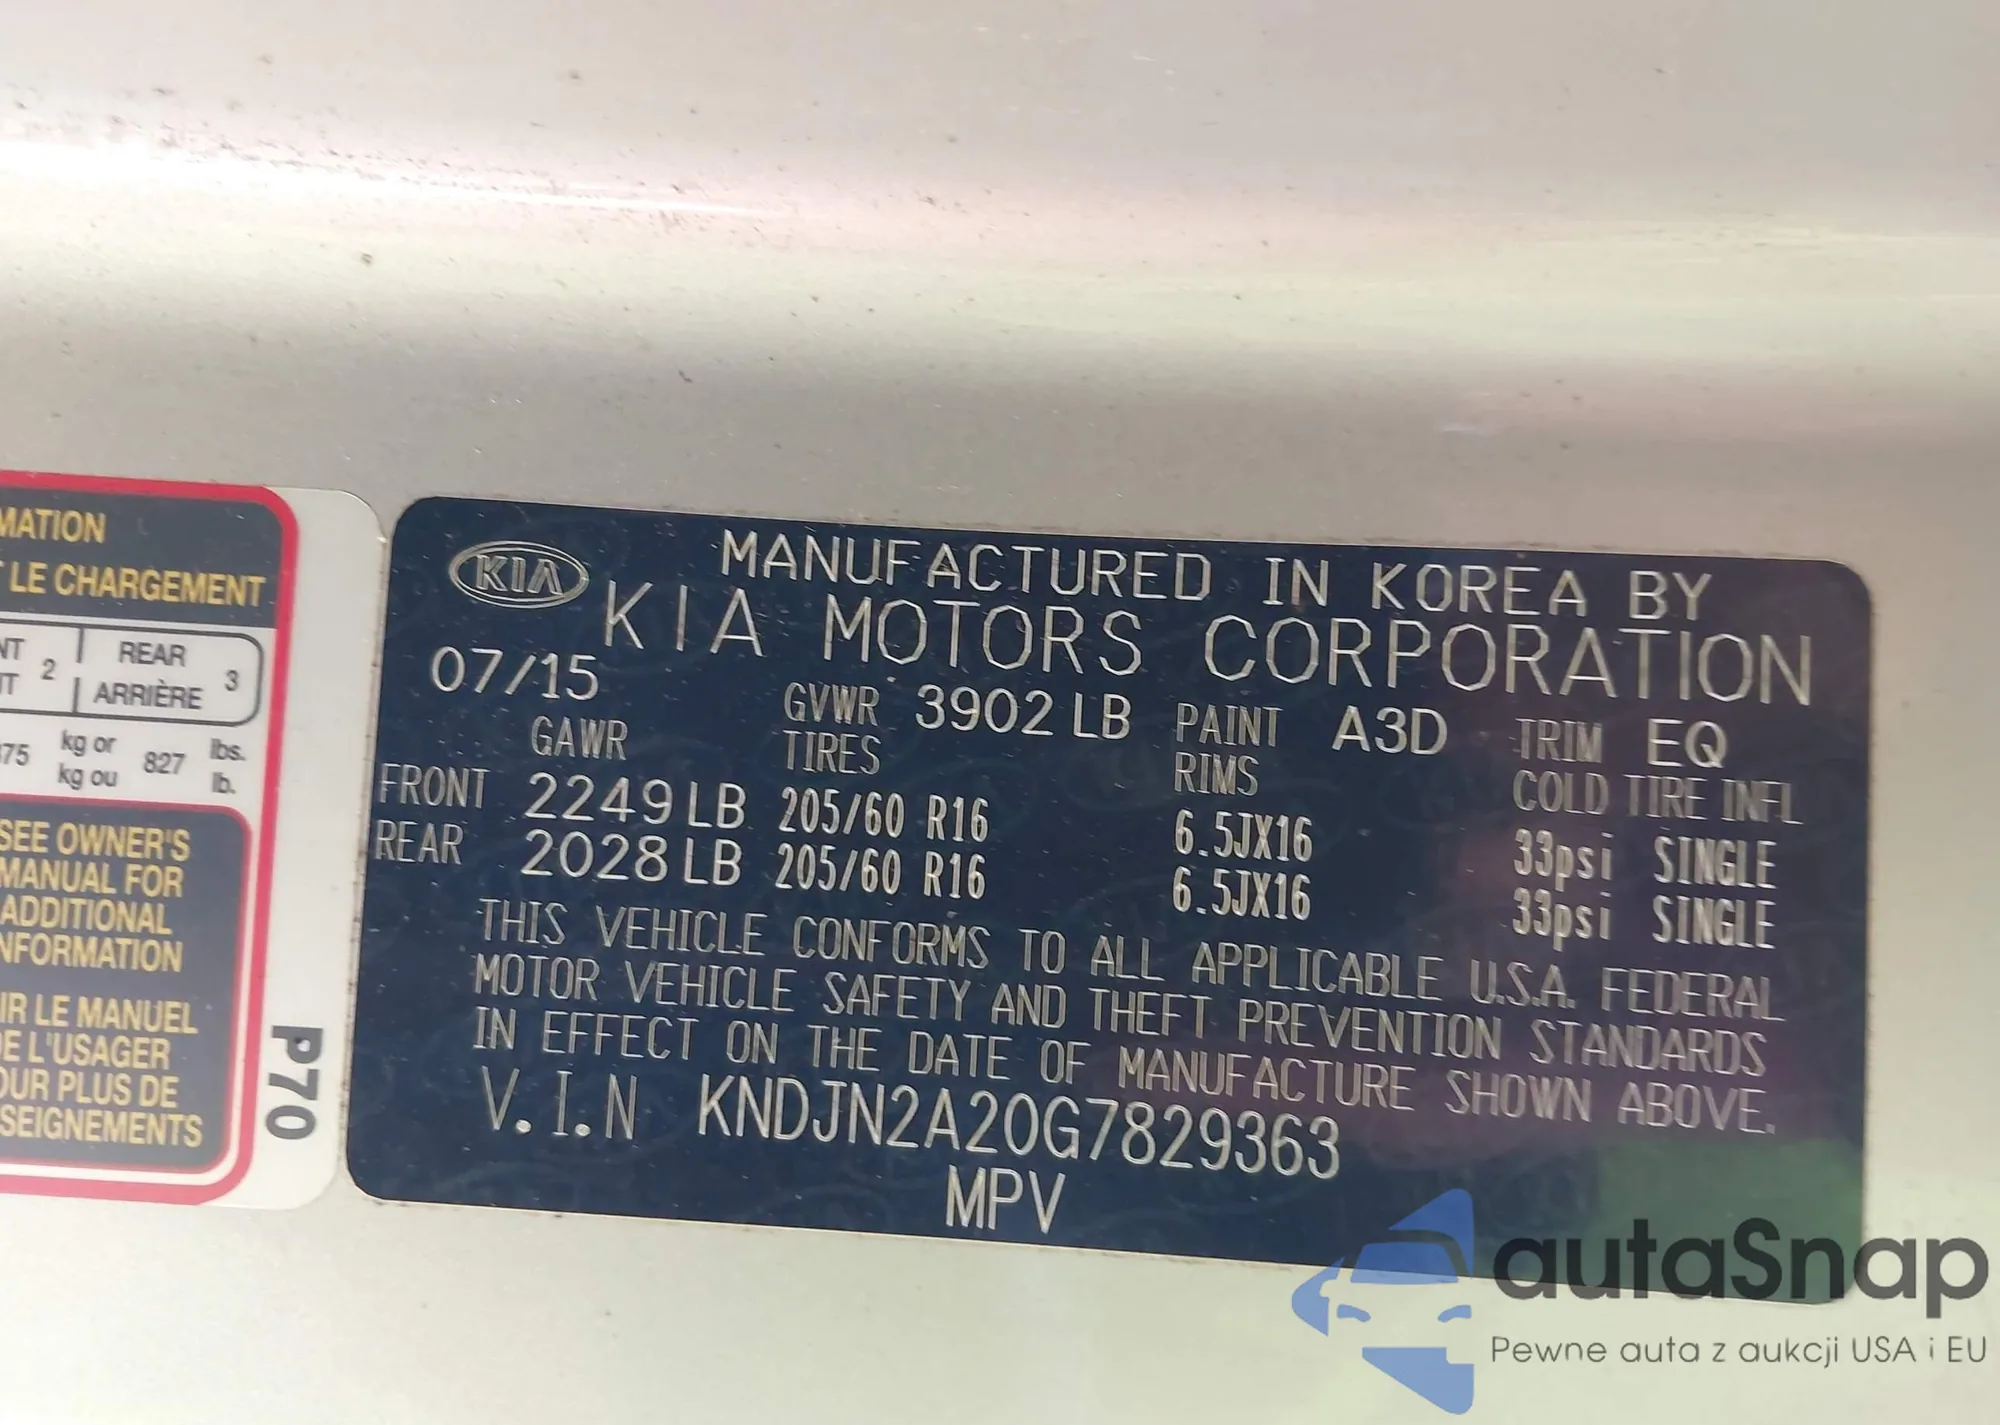 MATION
LE CHARGEMENT
2 REAR 3
ARRIÈRE
kg or 827 lbs.
kg ou lb.
SEE OWNER'S
MANUAL FOR
ADDITIONAL
NFORMATION
IR LE MANUEL
DE L'USAGER
OUR PLUS DE
SEIGNEMENTS
P70
KIA
MANUFACTURED IN KOREA BY
KIA MOTORS CORPORATION
07/15 GVWR 3902 LB PAINT A3D TRIM EQ
GAWR TIRES RIMS COLD TIRE INFL
FRONT 2249 LB 205/60 R16 6.5JX16 33psi SINGLE
REAR 2028 LB 205/60 R16 6.5JX16 33psi SINGLE
THIS VEHICLE CONFORMS TO ALL APPLICABLE U.S.A. FEDERAL
MOTOR VEHICLE SAFETY AND THEFT PREVENTION STANDARDS
IN EFFECT ON THE DATE OF MANUFACTURE SHOWN ABOVE.
V.I.N KNDJN2A20G7829363
MPV
autaSnap
Pewne auta z aukcji USA i EU